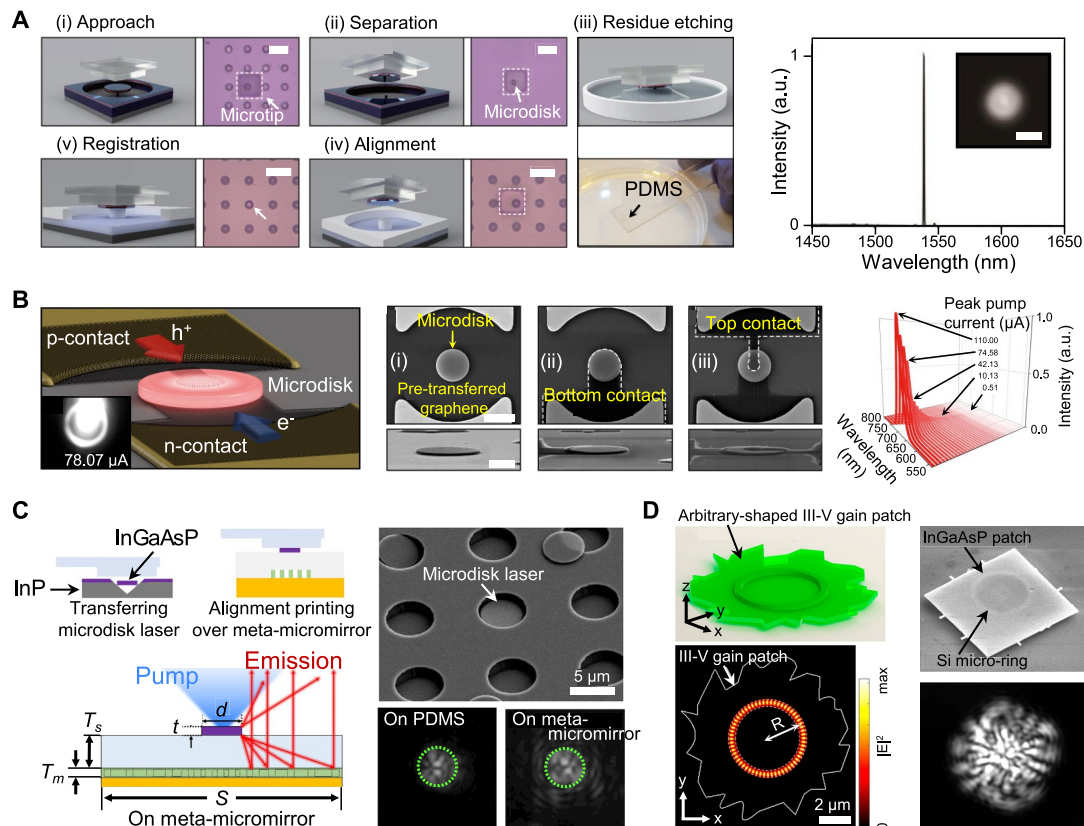 A
(i) Approach
(ii) Separation
(iii) Residue etching
Microtip
Microdisk
(v) Registration
(iv) Alignment
PDMS
Intensity (a.u.)
1
0
1450
1500
1550
1600
1650
Wavelength (nm)
B
p-contact
h+
Microdisk
e-
n-contact
78.07 µA
Microdisk
(i)
Pre-transferred
graphene
(ii)
Bottom contact
Top contact
(iii)
Peak pump
current (µA)
110.00
74.58
42.13
10.13
0.51
1.0
0.5
0.0
Intensity (a.u.)
800
750
700
650
600
550
Wavelength
(nm)
C
InGaAsP
InP
Transferring
microdisk laser
Alignment printing
over meta-micromirror
Pump
Emission
d
t
Ts
Tm
S
On meta-micromirror
Microdisk laser
5 µm
On PDMS
On meta-
micromirror
D
Arbitrary-shaped III-V gain patch
z
y
x
III-V gain patch
R
y
x
2 µm
max
|E|²
InGaAsP patch
Si micro-ring